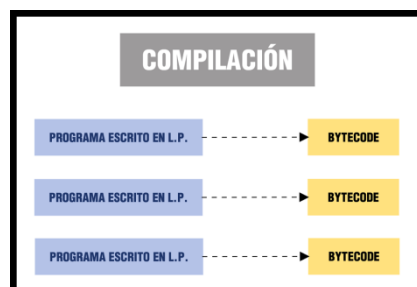 COMPILACIÓN
PROGRAMA ESCRITO EN L.P. BYTECODE
PROGRAMA ESCRITO EN L.P. BYTECODE
PROGRAMA ESCRITO EN L.P. BYTECODE